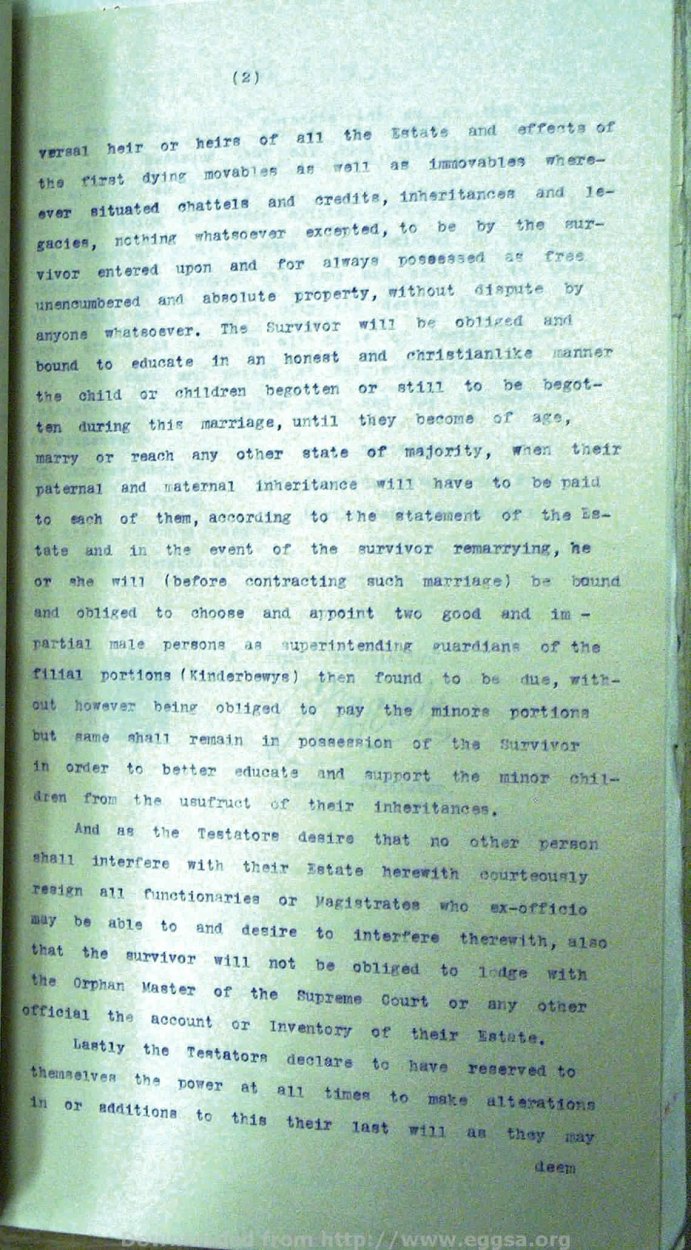 (2)
versal heir or heirs of all the Estate and effects of
the first dying movables as well as immovables where-
ever situated chattels and credits, inheritances and le-
gacies, nothing whatsoever excepted, to be by the sur-
vivor entered upon and for always possessed as free
unencumbered and absolute property, without dispute by
anyone whatsoever. The Survivor will be obliged and
bound to educate in an honest and christianlike manner
the child or children begotten or still to be begot-
ten during this marriage, until they become of age,
marry or reach any other state of majority, when their
paternal and maternal inheritance will have to be paid
to each of them, according to the statement of the Es-
tate and in the event of the survivor remarrying, he
or she will (before contracting such marriage) be bound
and obliged to choose and appoint two good and im -
partial male persons as superintending guardians of the
filial portions (Kinderbewys) then found to be due, with-
out however being obliged to pay the minors portions
but same shall remain in possession of the Survivor
in order to better educate and support the minor chil-
dren from the usufruct of their inheritances.
And as the Testators desire that no other person
shall interfere with their Estate herewith courteously
resign all functionaries or Magistrates who ex-officio
may be able to and desire to interfere therewith, also
that the survivor will not be obliged to lodge with
the Orphan Master of the Supreme Court or any other
official the account or Inventory of their Estate.
Lastly the Testators declare to have reserved to
themselves the power at all times to make alterations
in or additions to this their last will as they may
deem
Downloaded from http://www.eggsa.org